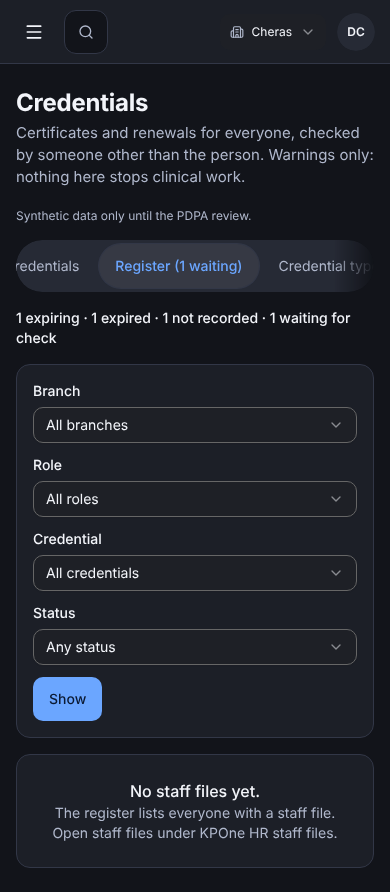 Cheras
DC
Credentials
Certificates and renewals for everyone, checked
by someone other than the person. Warnings only:
nothing here stops clinical work.
Synthetic data only until the PDPA review.
redentials Register (1 waiting) Credential typ
1 expiring · 1 expired · 1 not recorded · 1 waiting for
check
Branch
All branches
Role
All roles
Credential
All credentials
Status
Any status
Show
No staff files yet.
The register lists everyone with a staff file.
Open staff files under KPOne HR staff files.